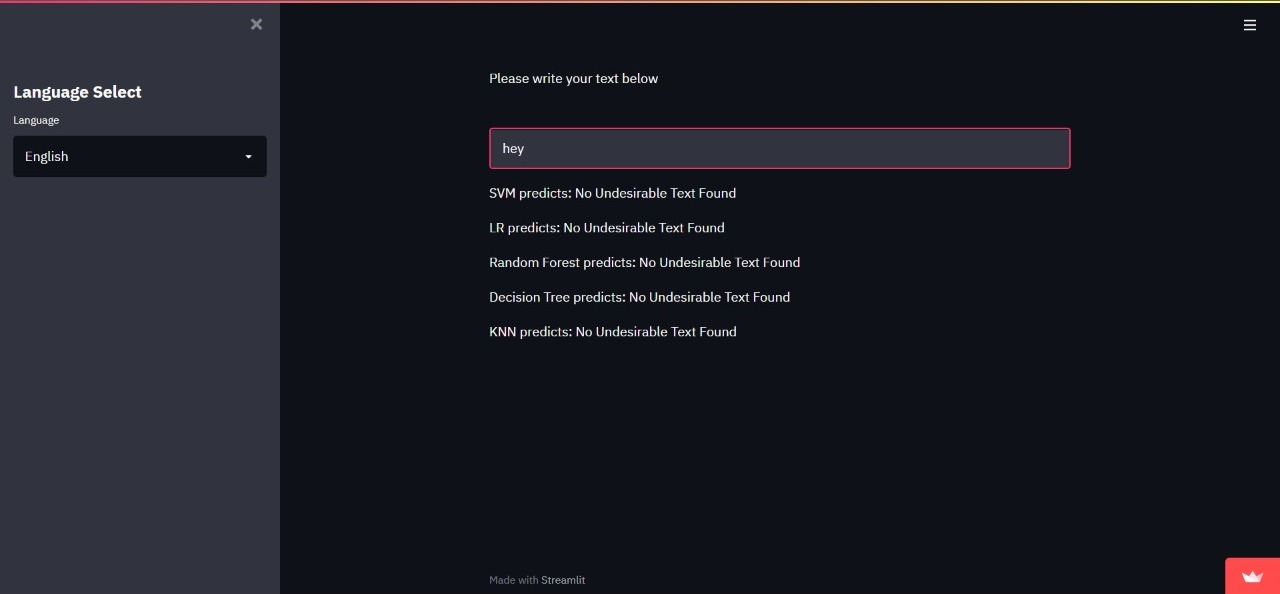 Language Select
Language
English
Please write your text below
hey
SVM predicts: No Undesirable Text Found
LR predicts: No Undesirable Text Found
Random Forest predicts: No Undesirable Text Found
Decision Tree predicts: No Undesirable Text Found
KNN predicts: No Undesirable Text Found
Made with Streamlit